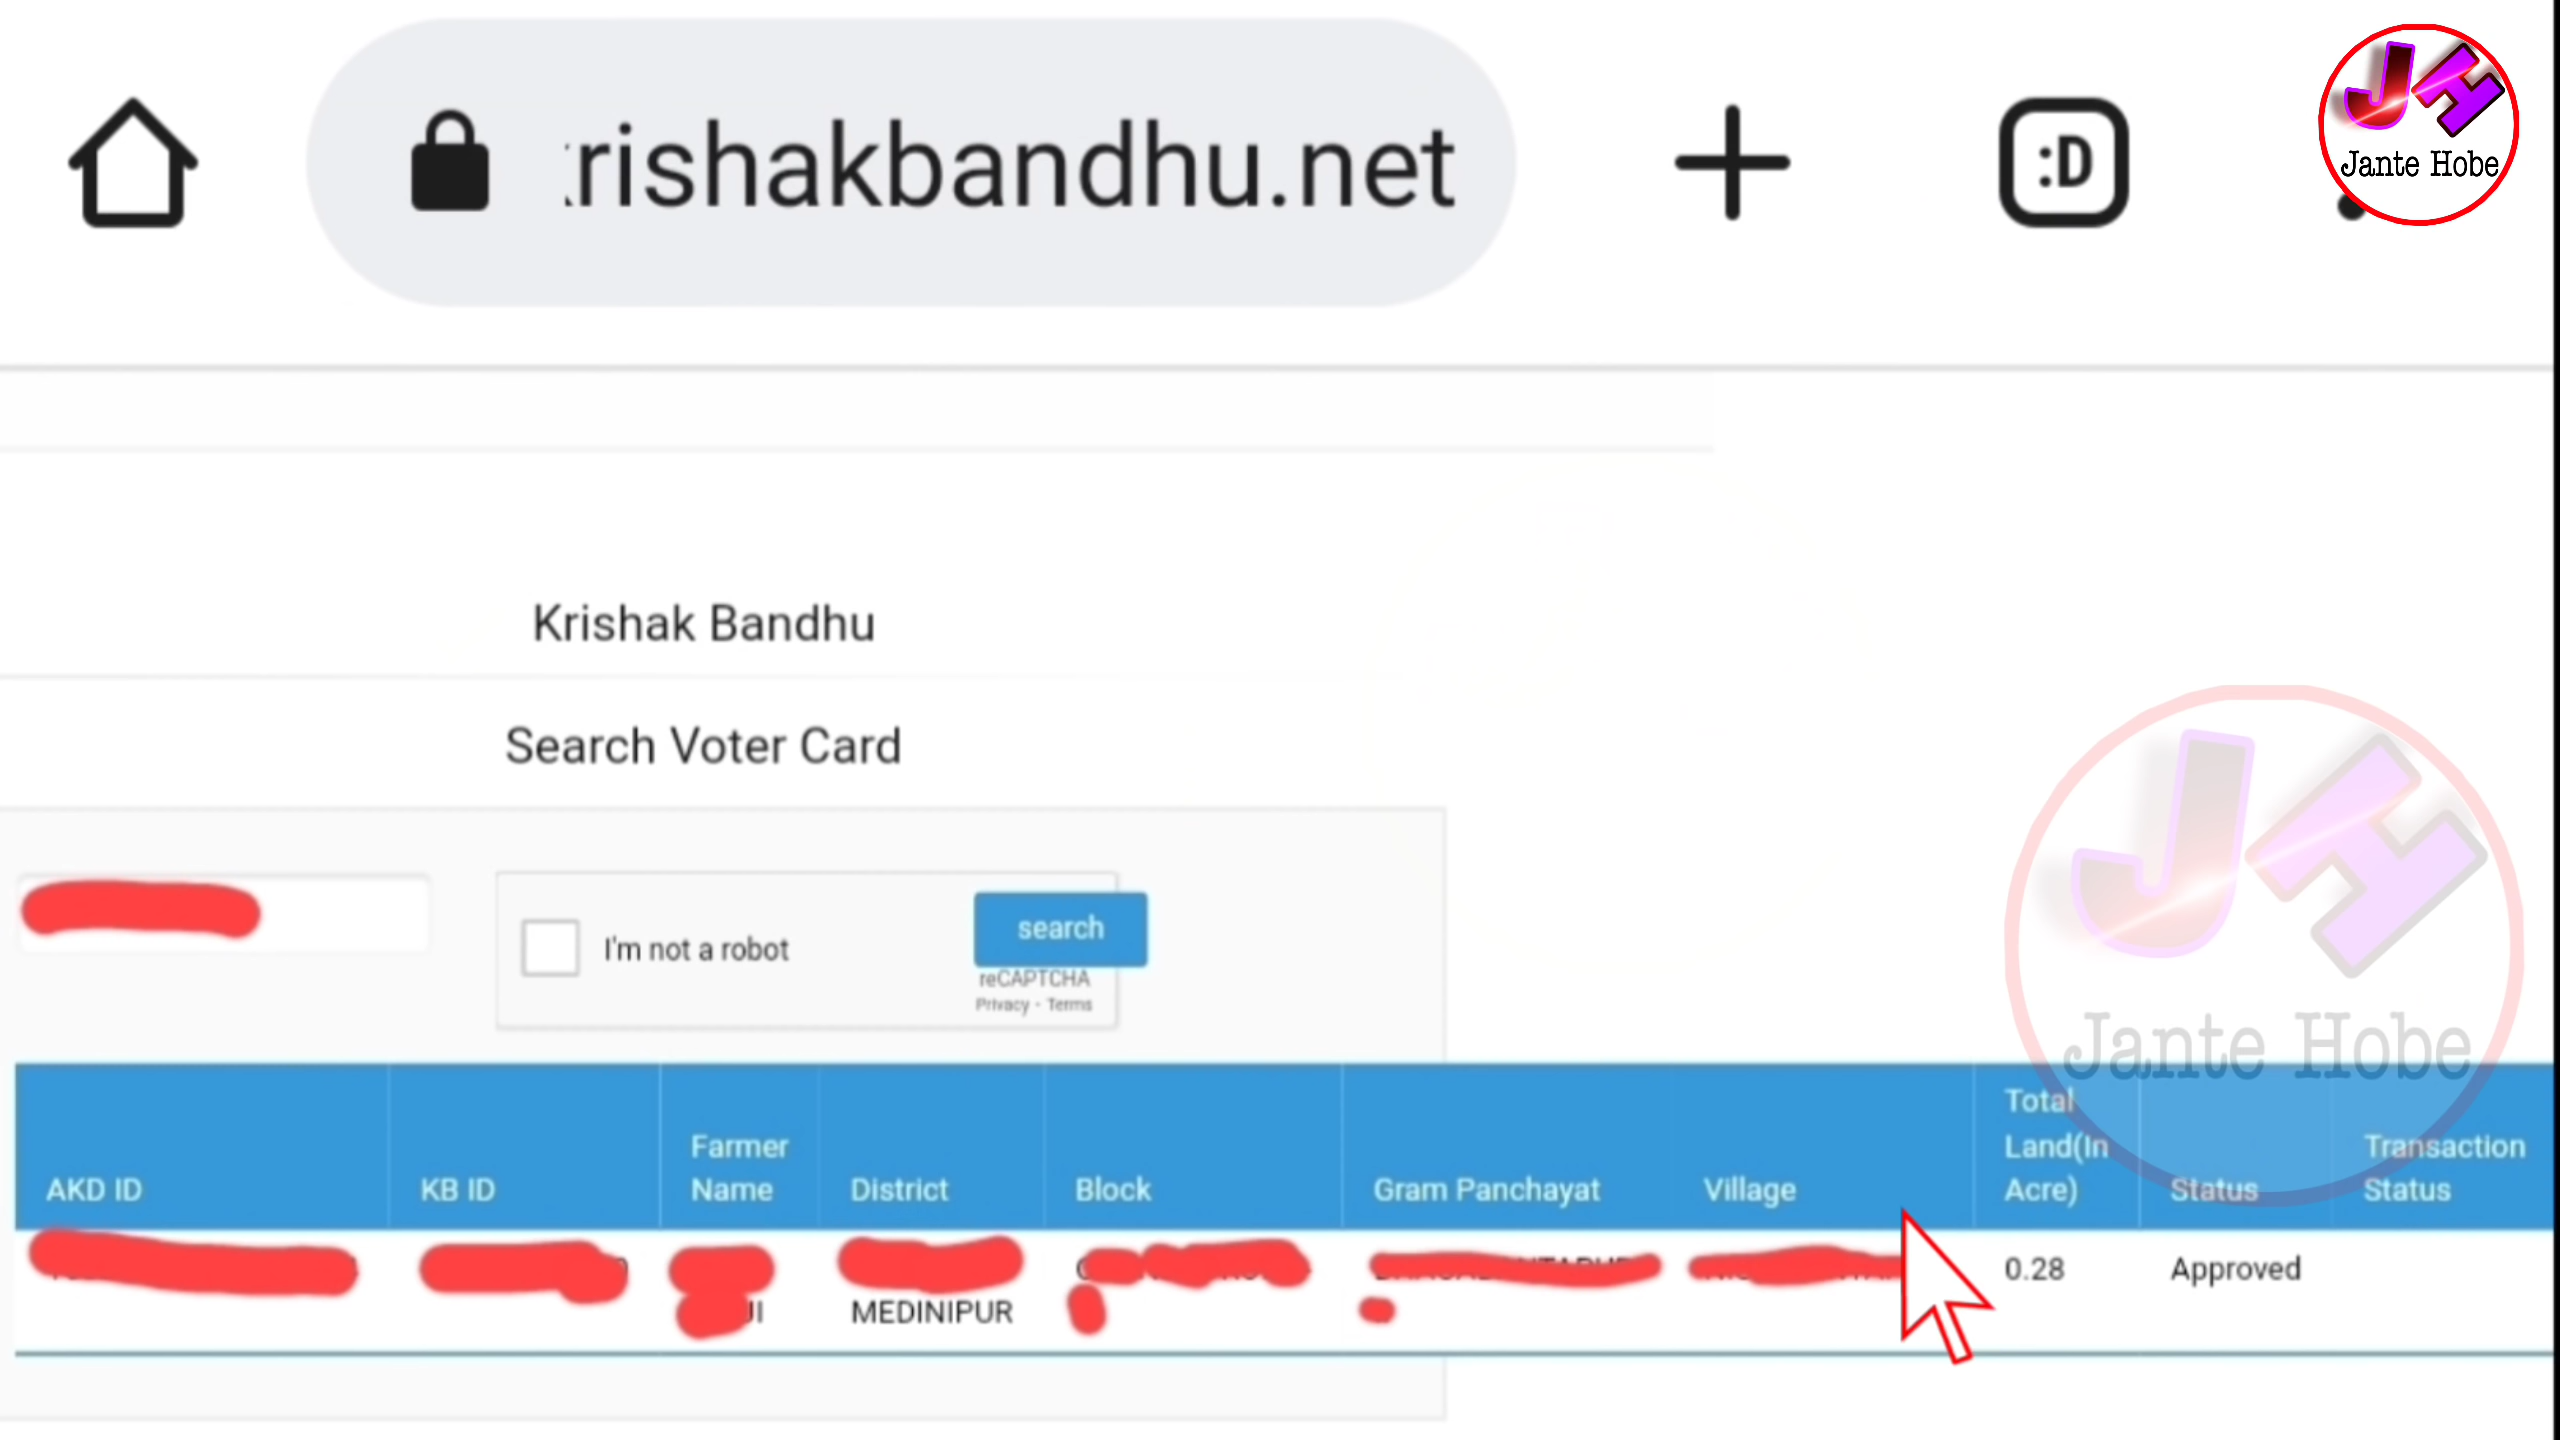 rishakbandhu.net
:D
JH
Jante Hobe
Krishak Bandhu
Search Voter Card
I'm not a robot
search
reCAPTCHA
Privacy - Terms
JH
Jante Hobe
AKD ID KB ID Farmer Name District Block Gram Panchayat Village Total Land(In Acre) Status Transaction Status
MEDINIPUR 0.28 Approved